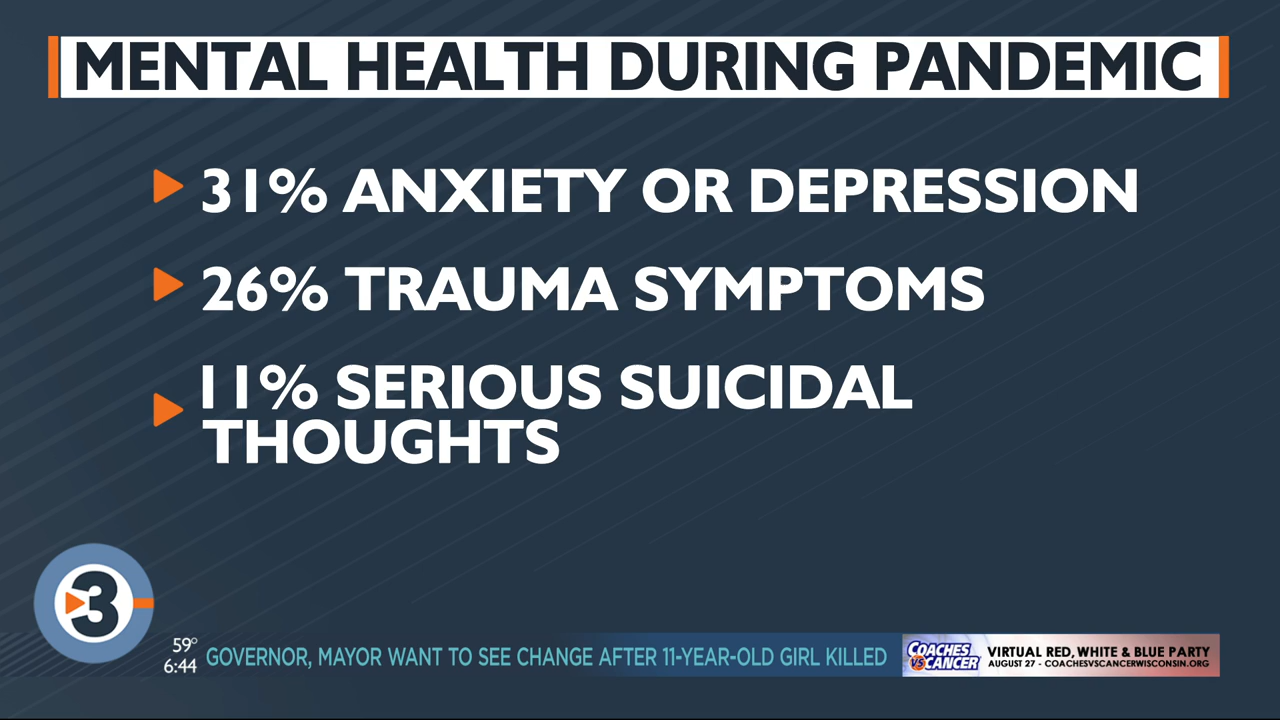 MENTAL HEALTH DURING PANDEMIC
31% ANXIETY OR DEPRESSION
26% TRAUMA SYMPTOMS
11% SERIOUS SUICIDAL
THOUGHTS
3
59°
6:44
GOVERNOR, MAYOR WANT TO SEE CHANGE AFTER 11-YEAR-OLD GIRL KILLED
COACHES
VS CANCER
VIRTUAL RED, WHITE & BLUE PARTY
AUGUST 27 - COACHESVSCANCERWISCONSIN.ORG